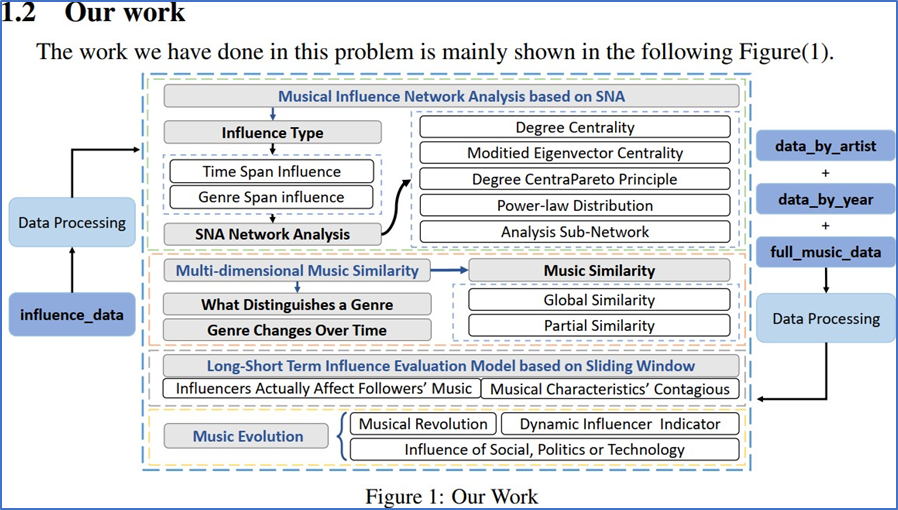 1.2 Our work
The work we have done in this problem is mainly shown in the following Figure(1).
Musical Influence Network Analysis based on SNA
Influence Type
Time Span Influence
Genre Span influence
SNA Network Analysis
Degree Centrality
Moditied Eigenvector Centrality
Degree CentraPareto Principle
Power-law Distribution
Analysis Sub-Network
Data Processing
influence_data
data_by_artist
+
data_by_year
+
full_music_data
Data Processing
Multi-dimensional Music Similarity
What Distinguishes a Genre
Genre Changes Over Time
Music Similarity
Global Similarity
Partial Similarity
Long-Short Term Influence Evaluation Model based on Sliding Window
Influencers Actually Affect Followers’ Music
Musical Characteristics’ Contagious
Music Evolution
Musical Revolution
Dynamic Influencer Indicator
Influence of Social, Politics or Technology
Figure 1: Our Work